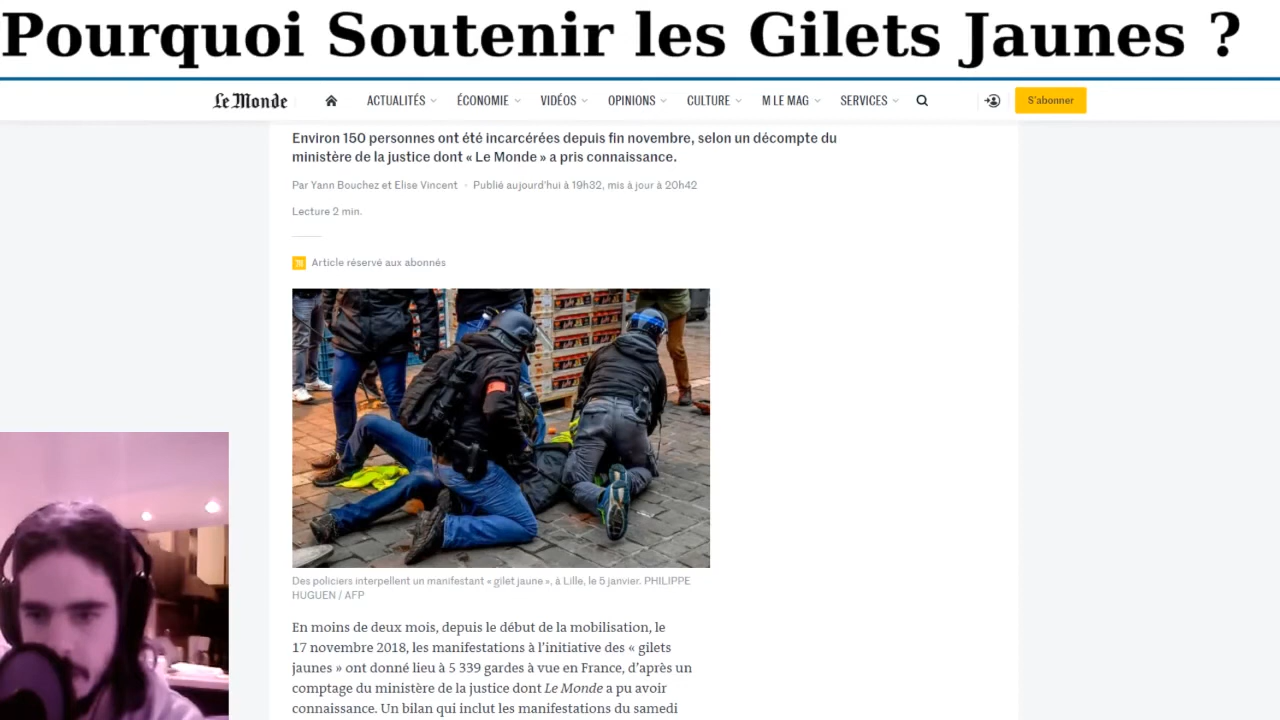 Pourquoi Soutenir les Gilets Jaunes ?
Le Monde ACTUALITÉS ÉCONOMIE VIDÉOS OPINIONS CULTURE M LE MAG SERVICES S'abonner
Environ 150 personnes ont été incarcérées depuis fin novembre, selon un décompte du
ministère de la justice dont « Le Monde » a pris connaissance.
Par Yann Bouchez et Elise Vincent • Publié aujourd'hui à 19h32, mis à jour à 20h42
Lecture 2 min.
Article réservé aux abonnés
Des policiers interpellent un manifestant « gilet jaune », à Lille, le 5 janvier. PHILIPPE
HUGUEN / AFP
En moins de deux mois, depuis le début de la mobilisation, le
17 novembre 2018, les manifestations à l'initiative des « gilets
jaunes » ont donné lieu à 5 339 gardes à vue en France, d'après un
comptage du ministère de la justice dont Le Monde a pu avoir
connaissance. Un bilan qui inclut les manifestations du samedi